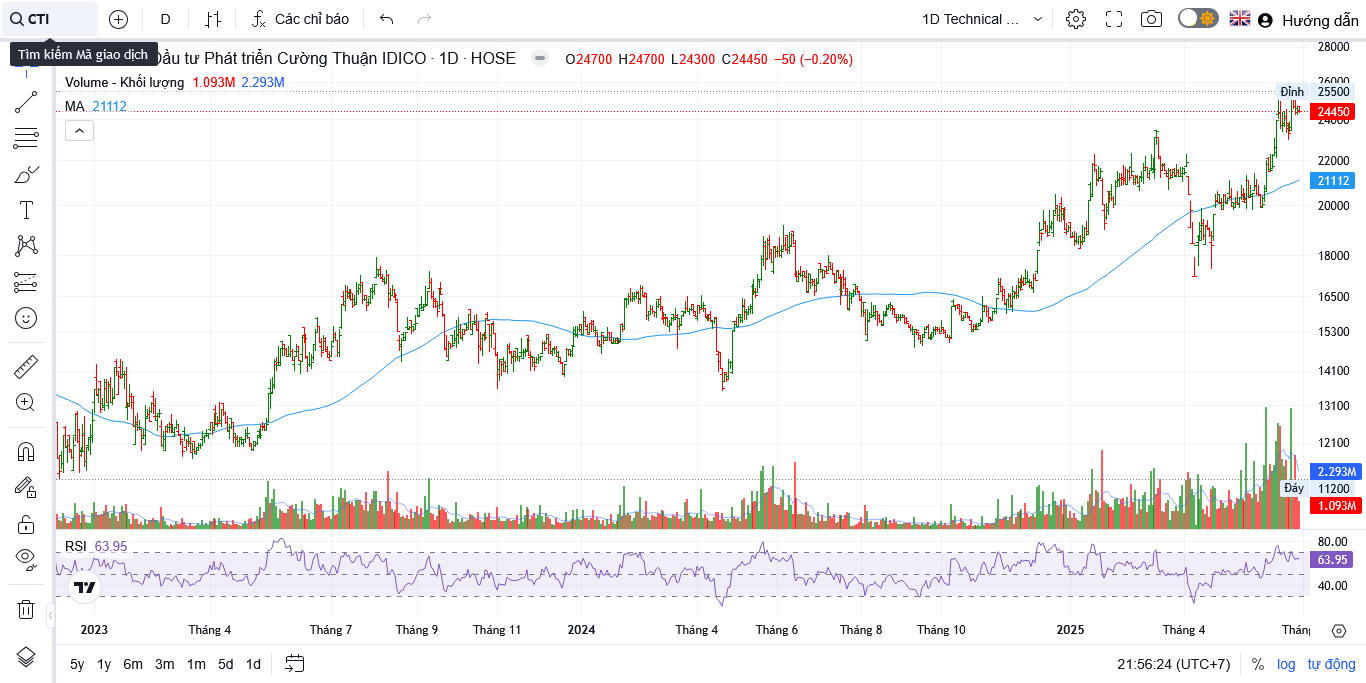 CTI
D
Các chỉ báo
1D Technical ...
Hướng dẫn
Tìm kiếm Mã giao dịch
Đầu tư Phát triển Cường Thuận IDICO · 1D · HOSE
O24700 H24700 L24300 C24450 −50 (−0.20%)
Volume - Khối lượng 1.093M 2.293M
MA 21112
28000
26000
Đỉnh 25500
24450
24000
22000
21112
20000
18000
16500
15300
14100
13100
12100
2.293M
Đáy 11200
1.093M
RSI 63.95
80.00
63.95
40.00
2023 Tháng 4 Tháng 7 Tháng 9 Tháng 11 2024 Tháng 4 Tháng 6 Tháng 8 Tháng 10 2025 Tháng 4 Thán
5y 1y 6m 3m 1m 5d 1d
21:56:24 (UTC+7) % log tự động